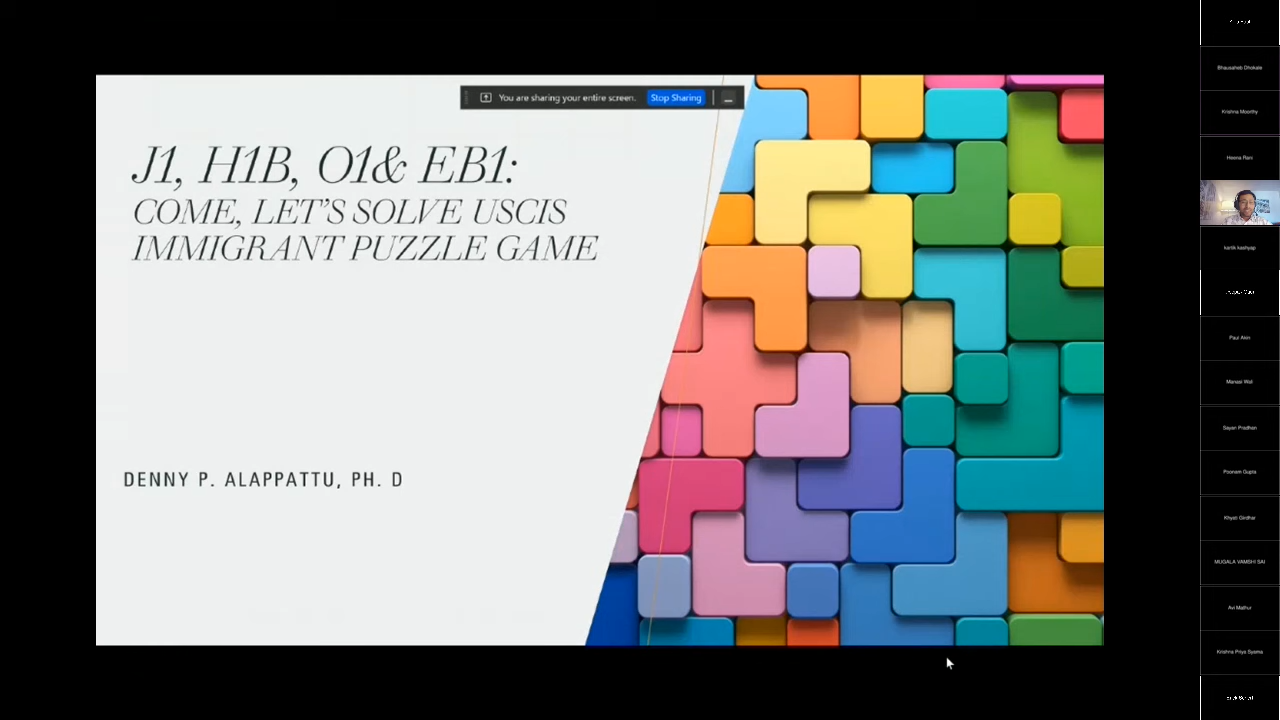 You are sharing your entire screen. Stop Sharing
J1, H1B, O1& EB1:
COME, LET'S SOLVE USCIS
IMMIGRANT PUZZLE GAME
DENNY P. ALAPPATTU, PH. D
Bhausaheb Dhokale
Krishna Moorthy
Heena Rani
kartik kashyap
Paul Akin
Manasi Wali
Sayan Pradhan
Poonam Gupta
Khyati Girdhar
MUGALA VAMSHI SAI
Avi Mathur
Krishna Priya Syama